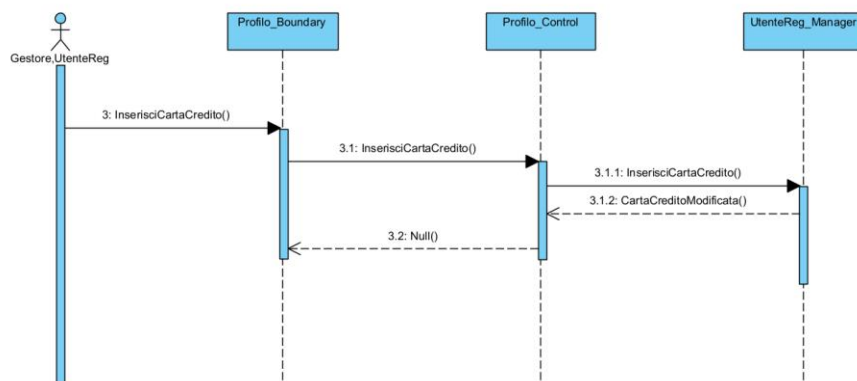 Profilo_Boundary
Profilo_Control
UtenteReg_Manager
Gestore,UtenteReg
3: InserisciCartaCredito()
3.1: InserisciCartaCredito()
3.1.1: InserisciCartaCredito()
3.1.2: CartaCreditoModificata()
3.2: Null()